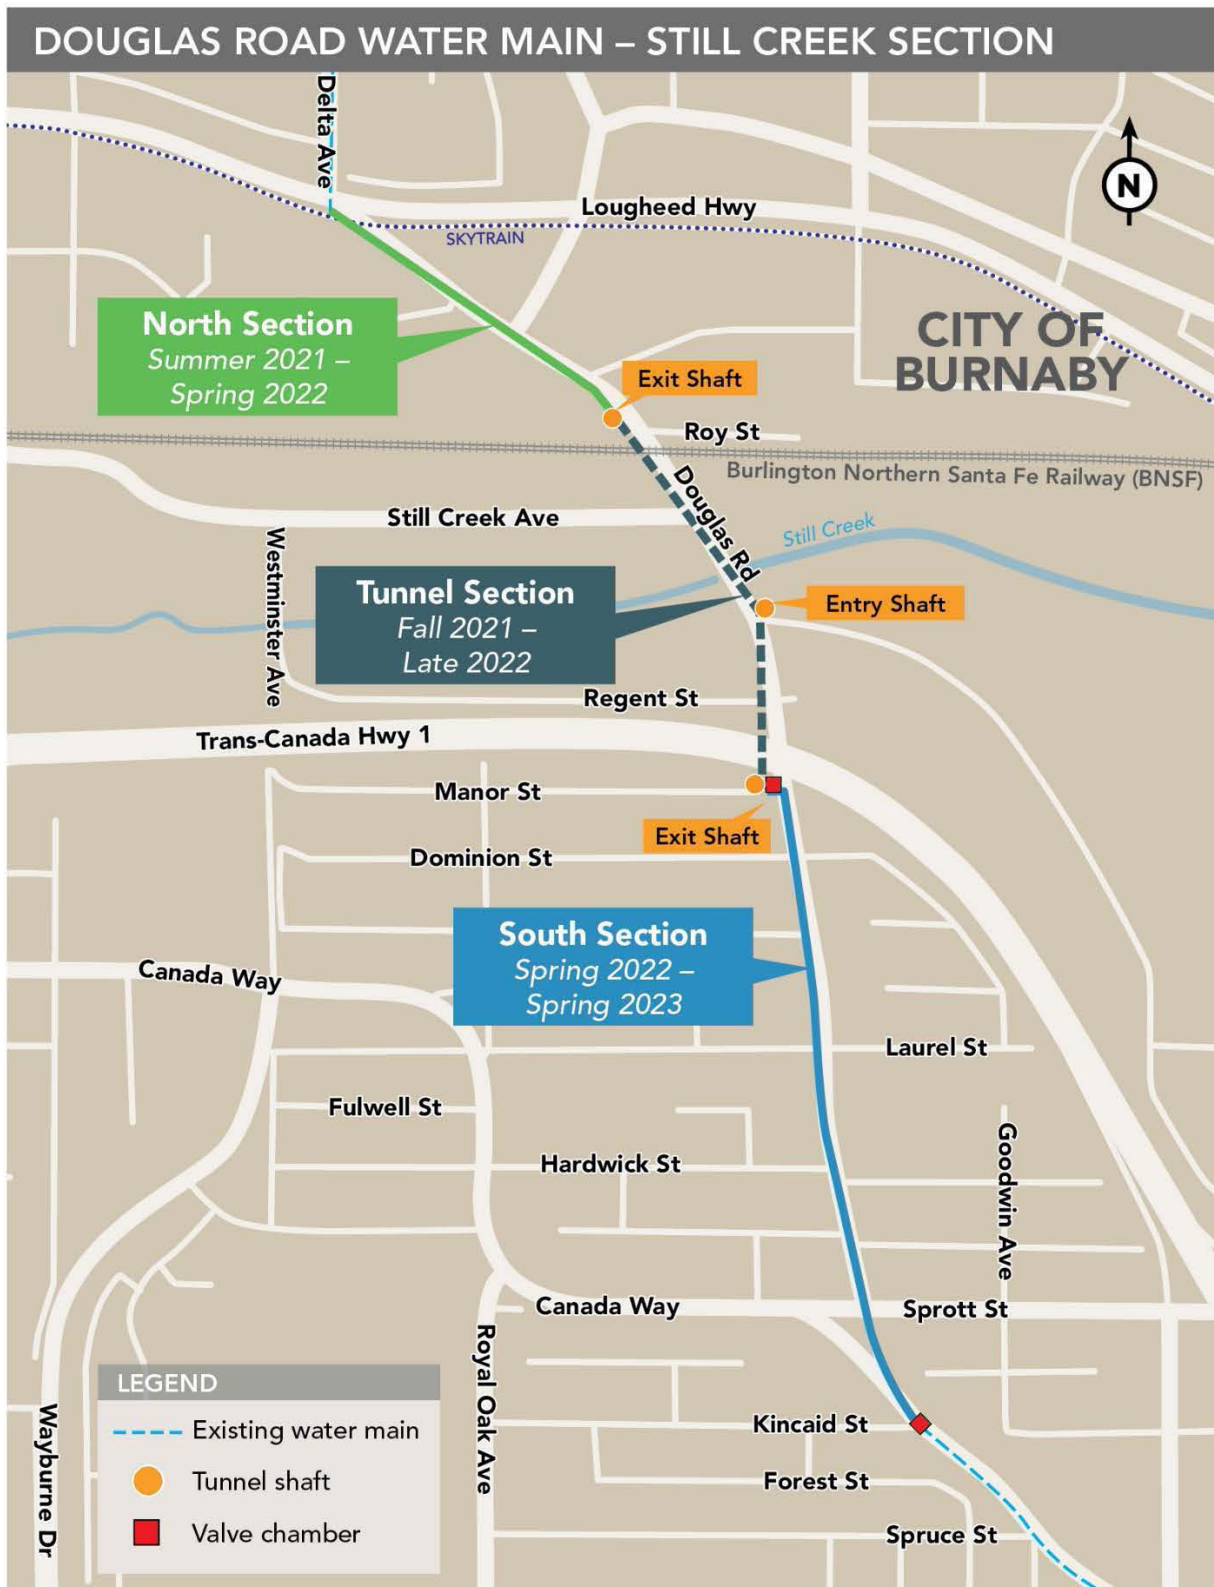 DOUGLAS ROAD WATER MAIN – STILL CREEK SECTION
Delta Ave
N
Lougheed Hwy
SKYTRAIN
North Section
Summer 2021 –
Spring 2022
CITY OF
BURNABY
Exit Shaft
Roy St
Burlington Northern Santa Fe Railway (BNSF)
Douglas Rd
Still Creek Ave
Still Creek
Westminster Ave
Tunnel Section
Fall 2021 –
Late 2022
Entry Shaft
Regent St
Trans-Canada Hwy 1
Manor St
Exit Shaft
Dominion St
South Section
Spring 2022 –
Spring 2023
Canada Way
Laurel St
Fulwell St
Goodwin Ave
Hardwick St
Canada Way
Sprott St
Royal Oak Ave
Wayburne Dr
Kincaid St
Forest St
Spruce St
LEGEND
Existing water main
Tunnel shaft
Valve chamber